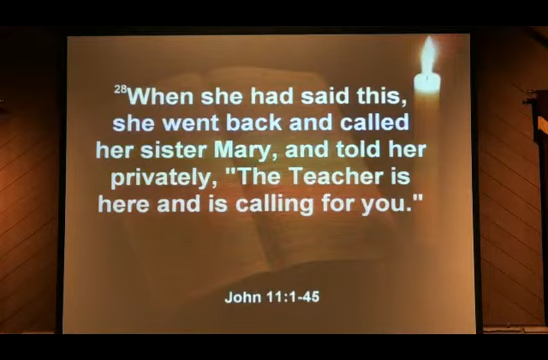 28When she had said this,
she went back and called
her sister Mary, and told her
privately, "The Teacher is
here and is calling for you."
John 11:1-45